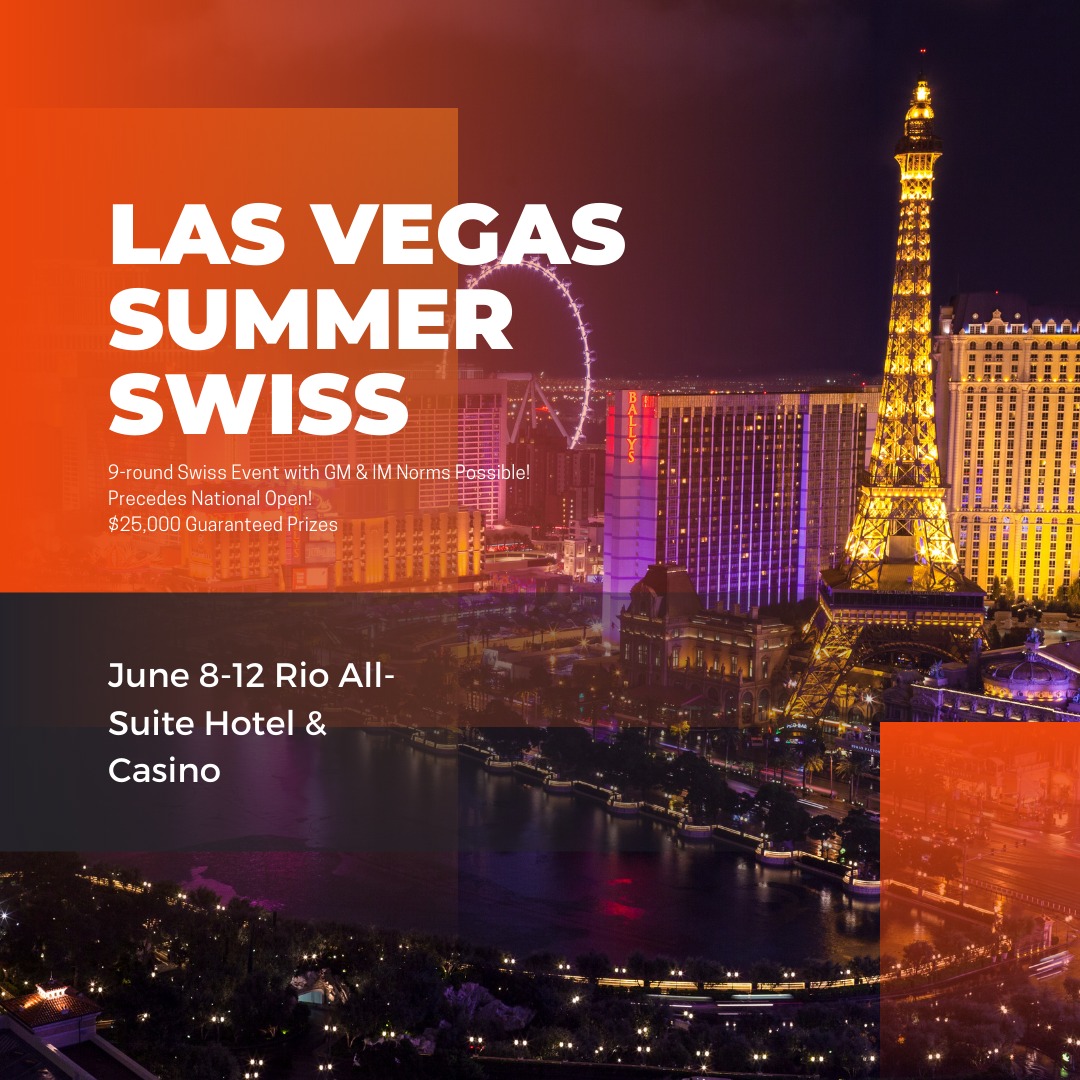 LAS VEGAS
SUMMER
SWISS
9-round Swiss Event with GM & IM Norms Possible!
Precedes National Open!
$25,000 Guaranteed Prizes
June 8-12 Rio All-
Suite Hotel &
Casino
BALLY'S